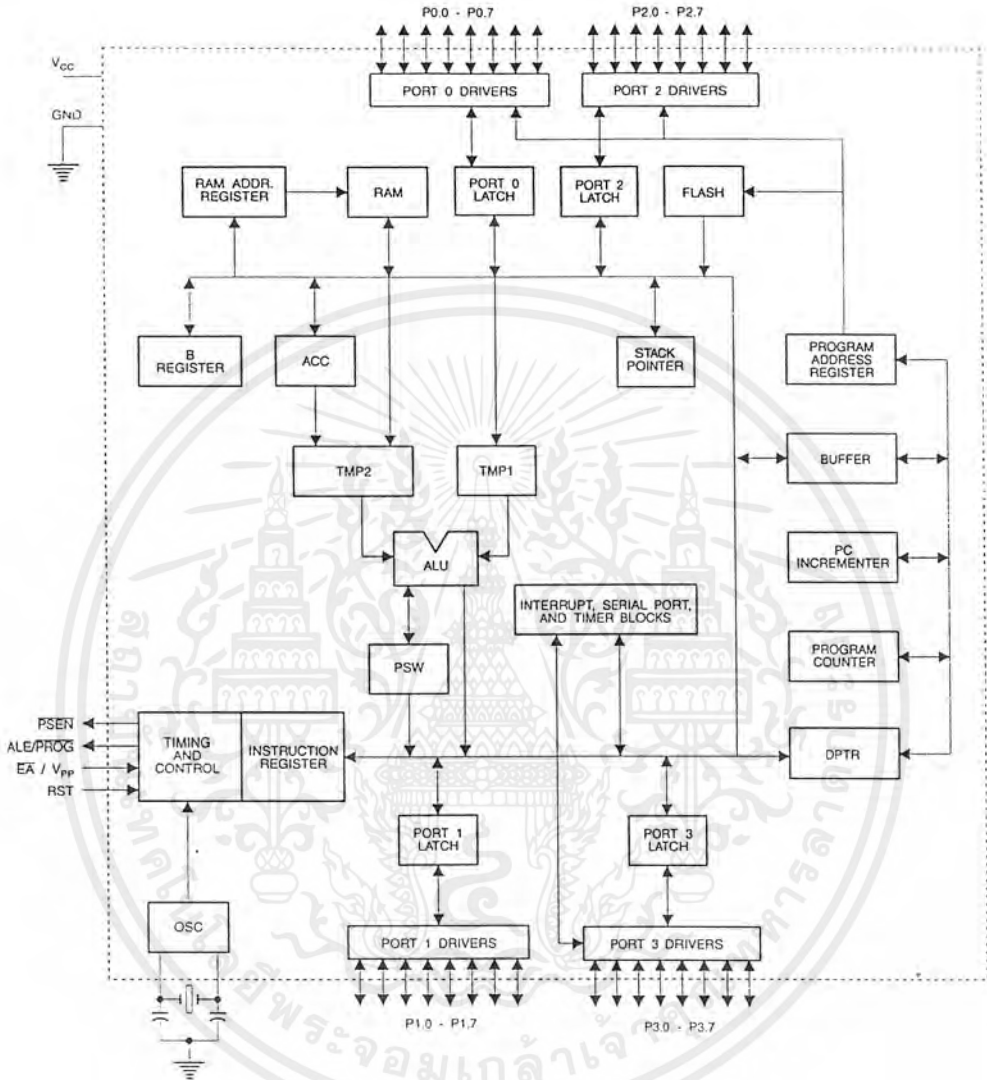 P0.0 - P0.7
P2.0 - P2.7
VCC
PORT 0 DRIVERS
PORT 2 DRIVERS
GND
RAM ADDR.
REGISTER
RAM
PORT 0
LATCH
PORT 2
LATCH
FLASH
B
REGISTER
ACC
STACK
POINTER
PROGRAM
ADDRESS
REGISTER
TMP2
TMP1
BUFFER
ALU
PC
INCREMENTER
INTERRUPT, SERIAL PORT,
AND TIMER BLOCKS
PSW
PROGRAM
COUNTER
PSEN
ALE/PROG
EA / VPP
RST
TIMING
AND
CONTROL
INSTRUCTION
REGISTER
DPTR
PORT 1
LATCH
PORT 3
LATCH
OSC
PORT 1 DRIVERS
PORT 3 DRIVERS
P1.0 - P1.7
P3.0 - P3.7